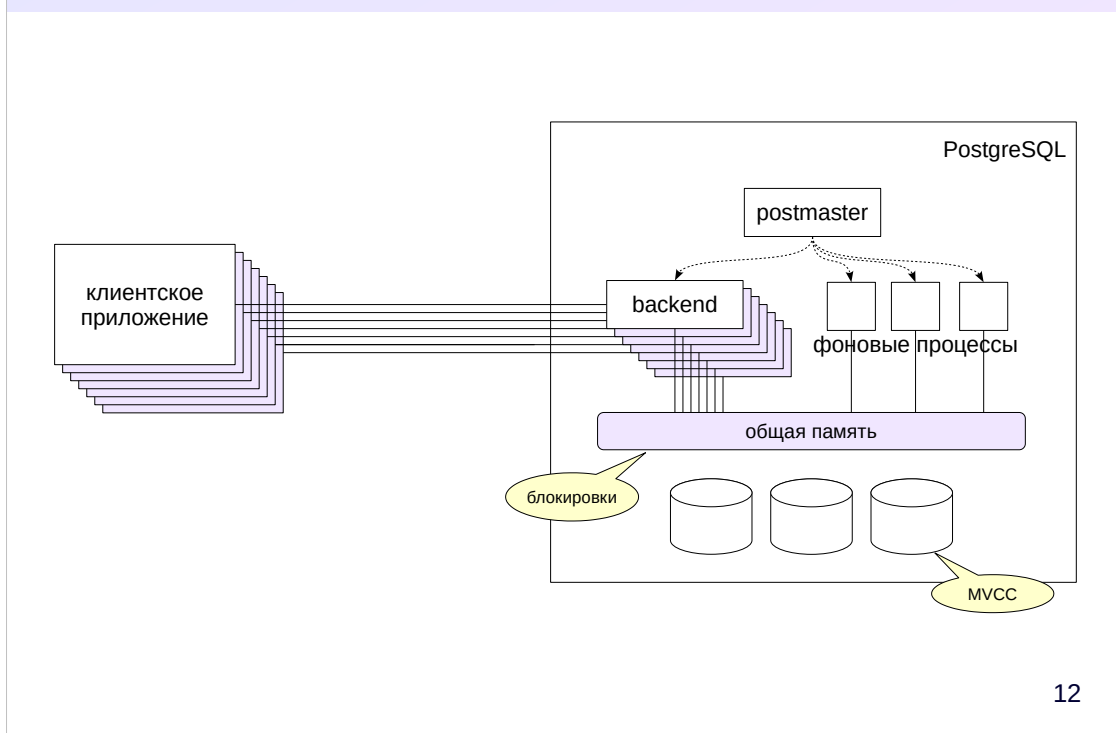 PostgreSQL
postmaster
клиентское
приложение
backend
фоновые процессы
общая память
блокировки
MVCC
12